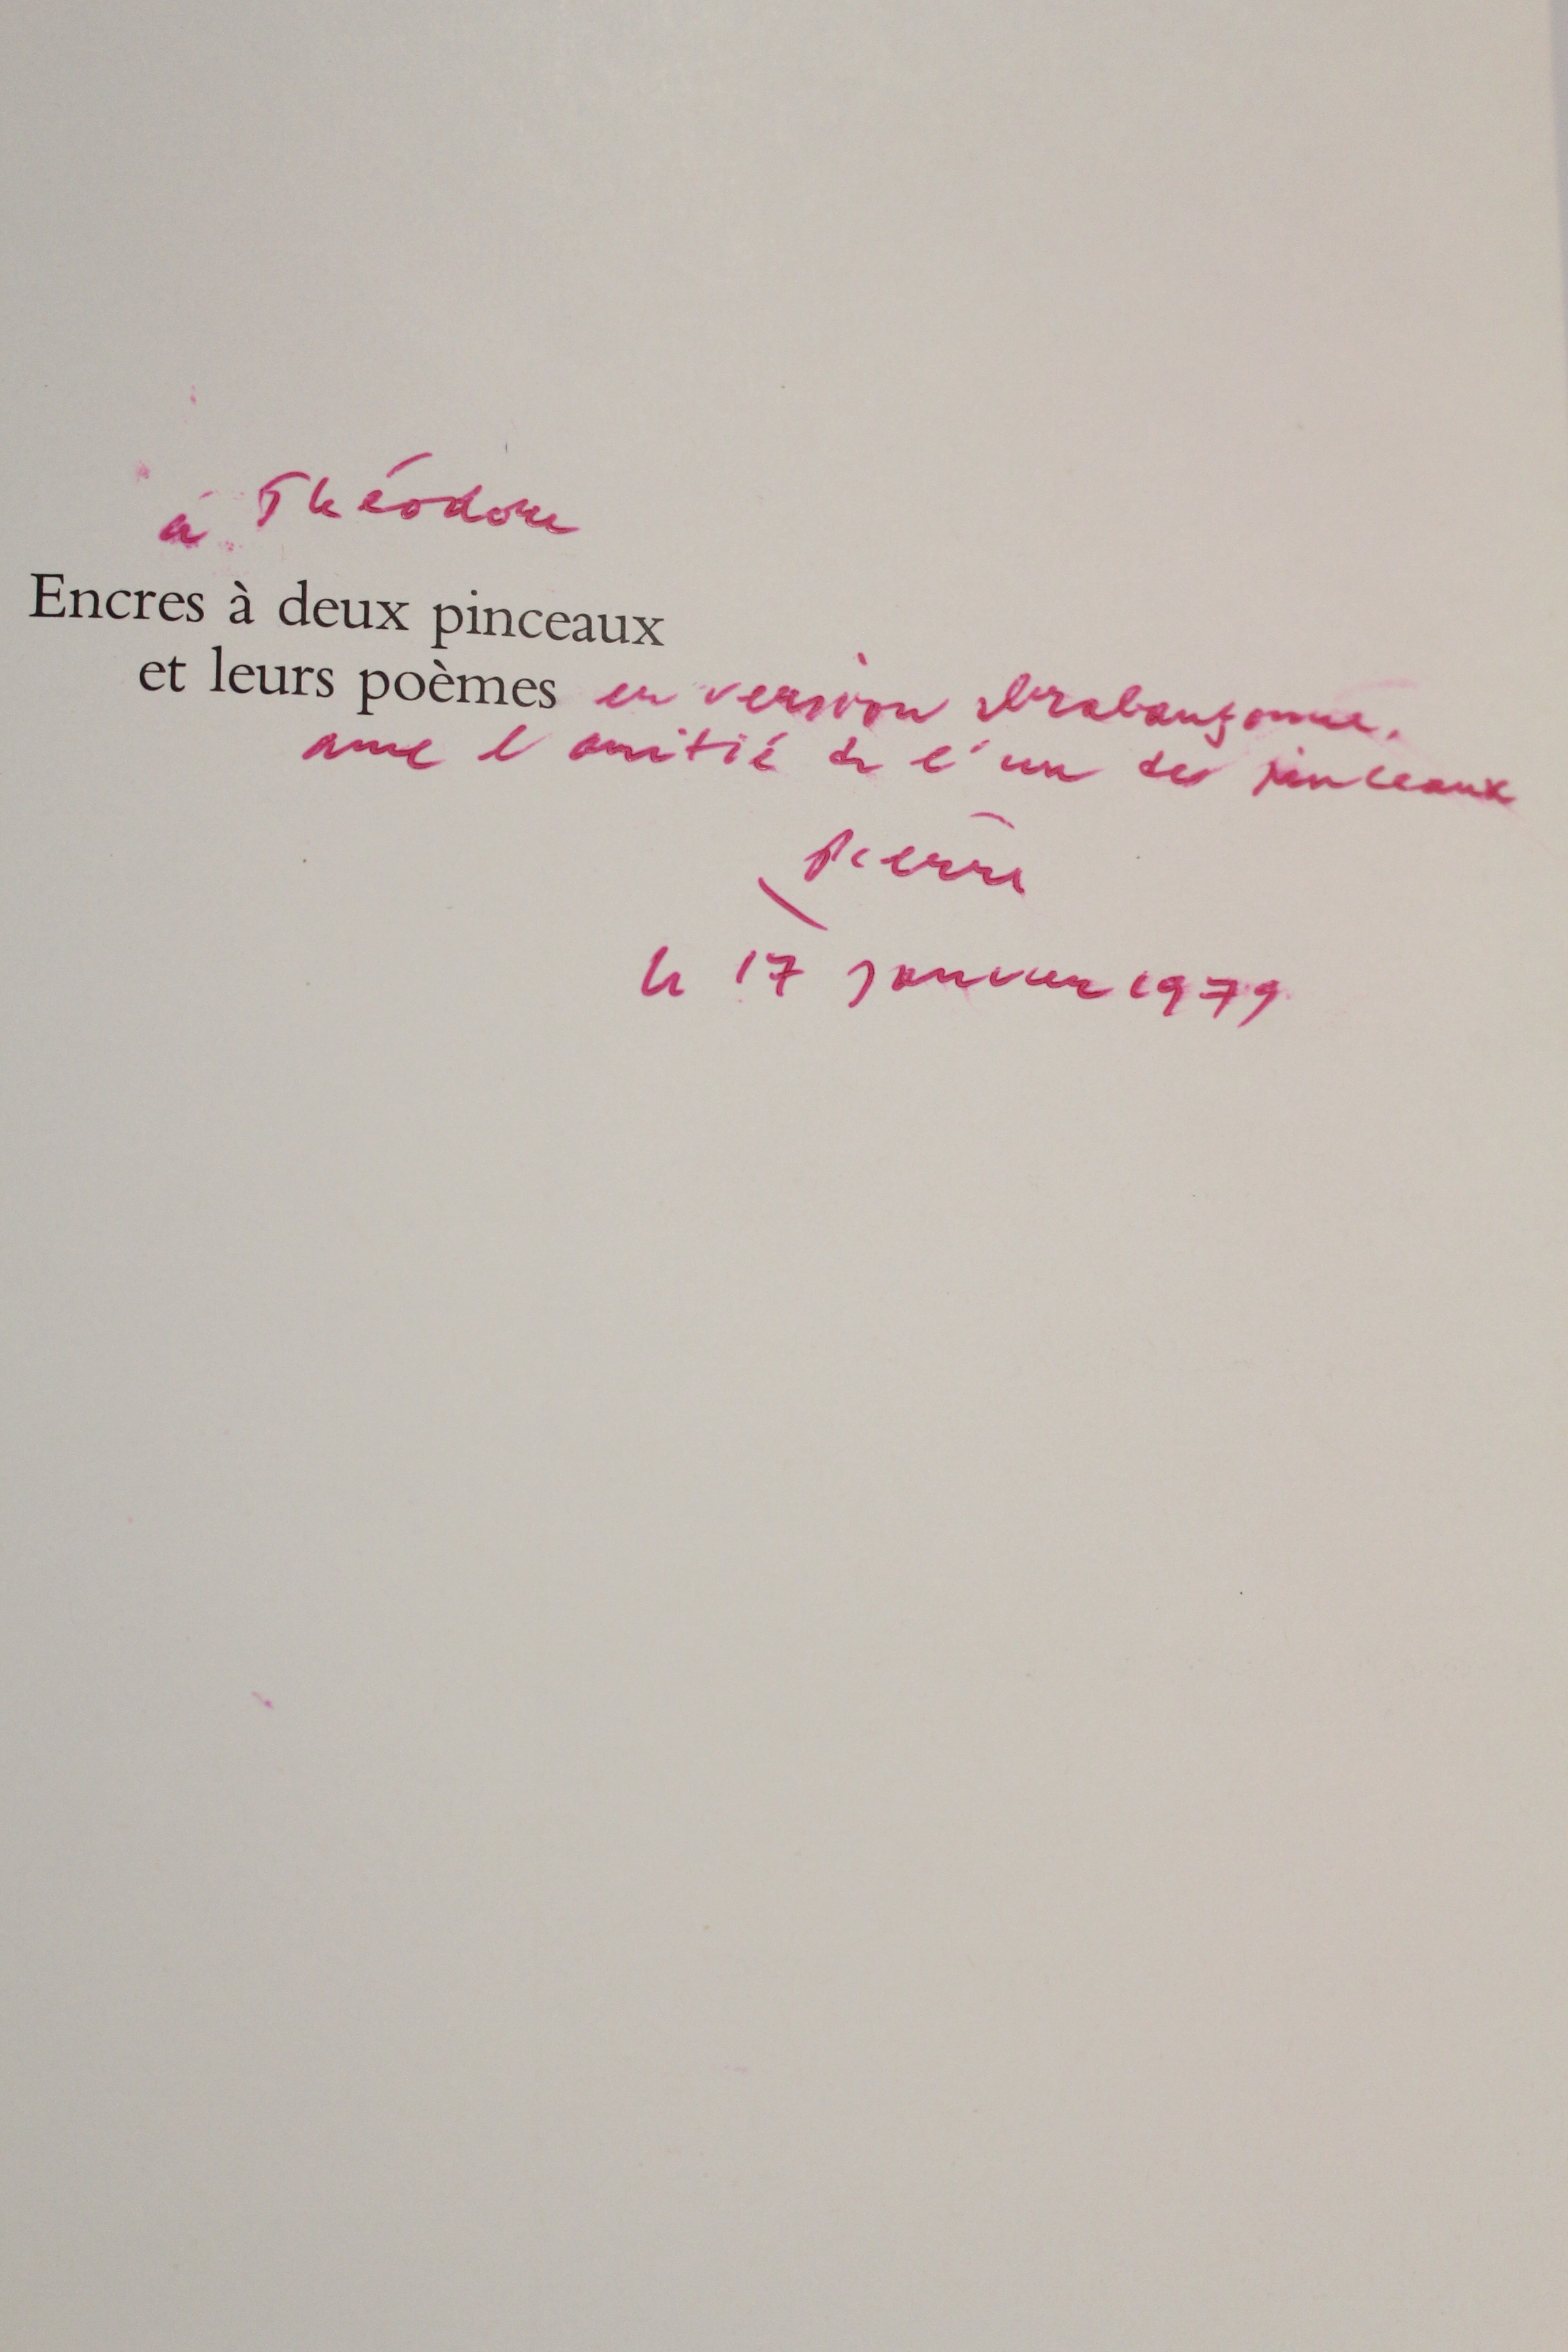 à Théodore
Encres à deux pinceaux
et leurs poèmes en version brabançonne.
avec l'amitié de l'un des pinceaux
Pierre
le 17 janvier 1979